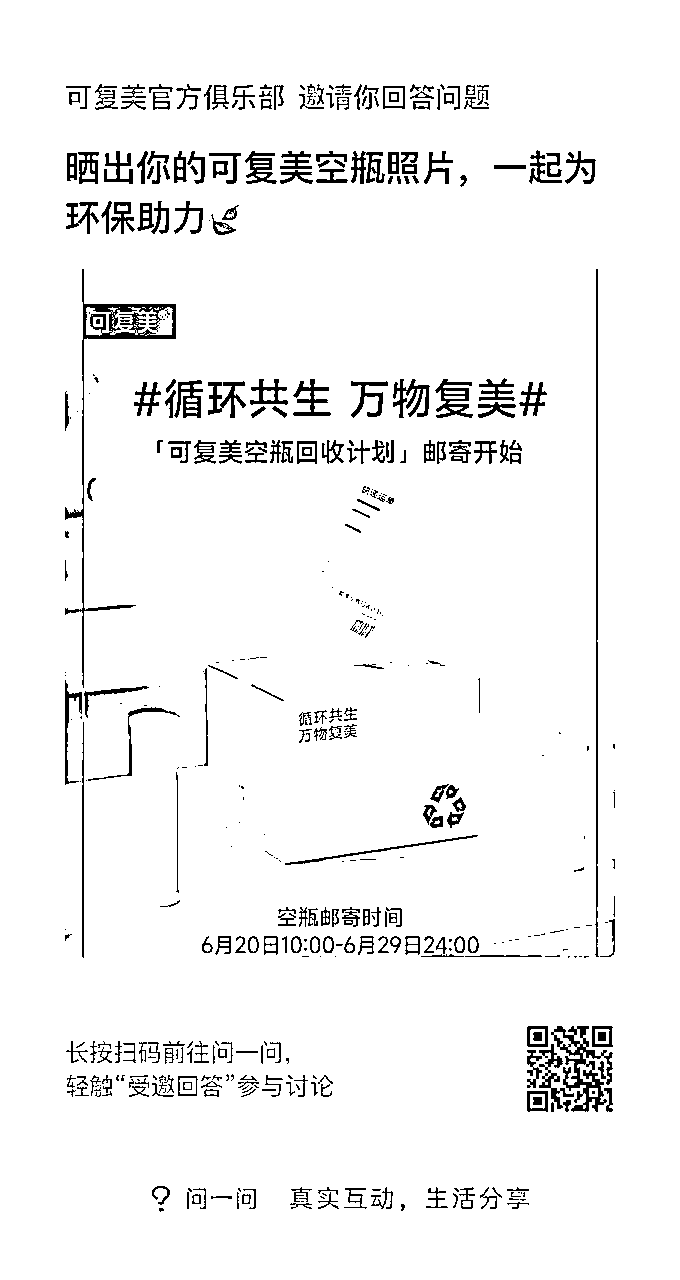 可复美官方俱乐部 邀请你回答问题
晒出你的可复美空瓶照片，一起为
环保助力
可复美
#循环共生 万物复美#
「可复美空瓶回收计划」邮寄开始
快递运单
循环共生
万物复美
空瓶邮寄时间
6月20日10:00-6月29日24:00
长按扫码前往问一问，
轻触“受邀回答”参与讨论
问一问 真实互动，生活分享